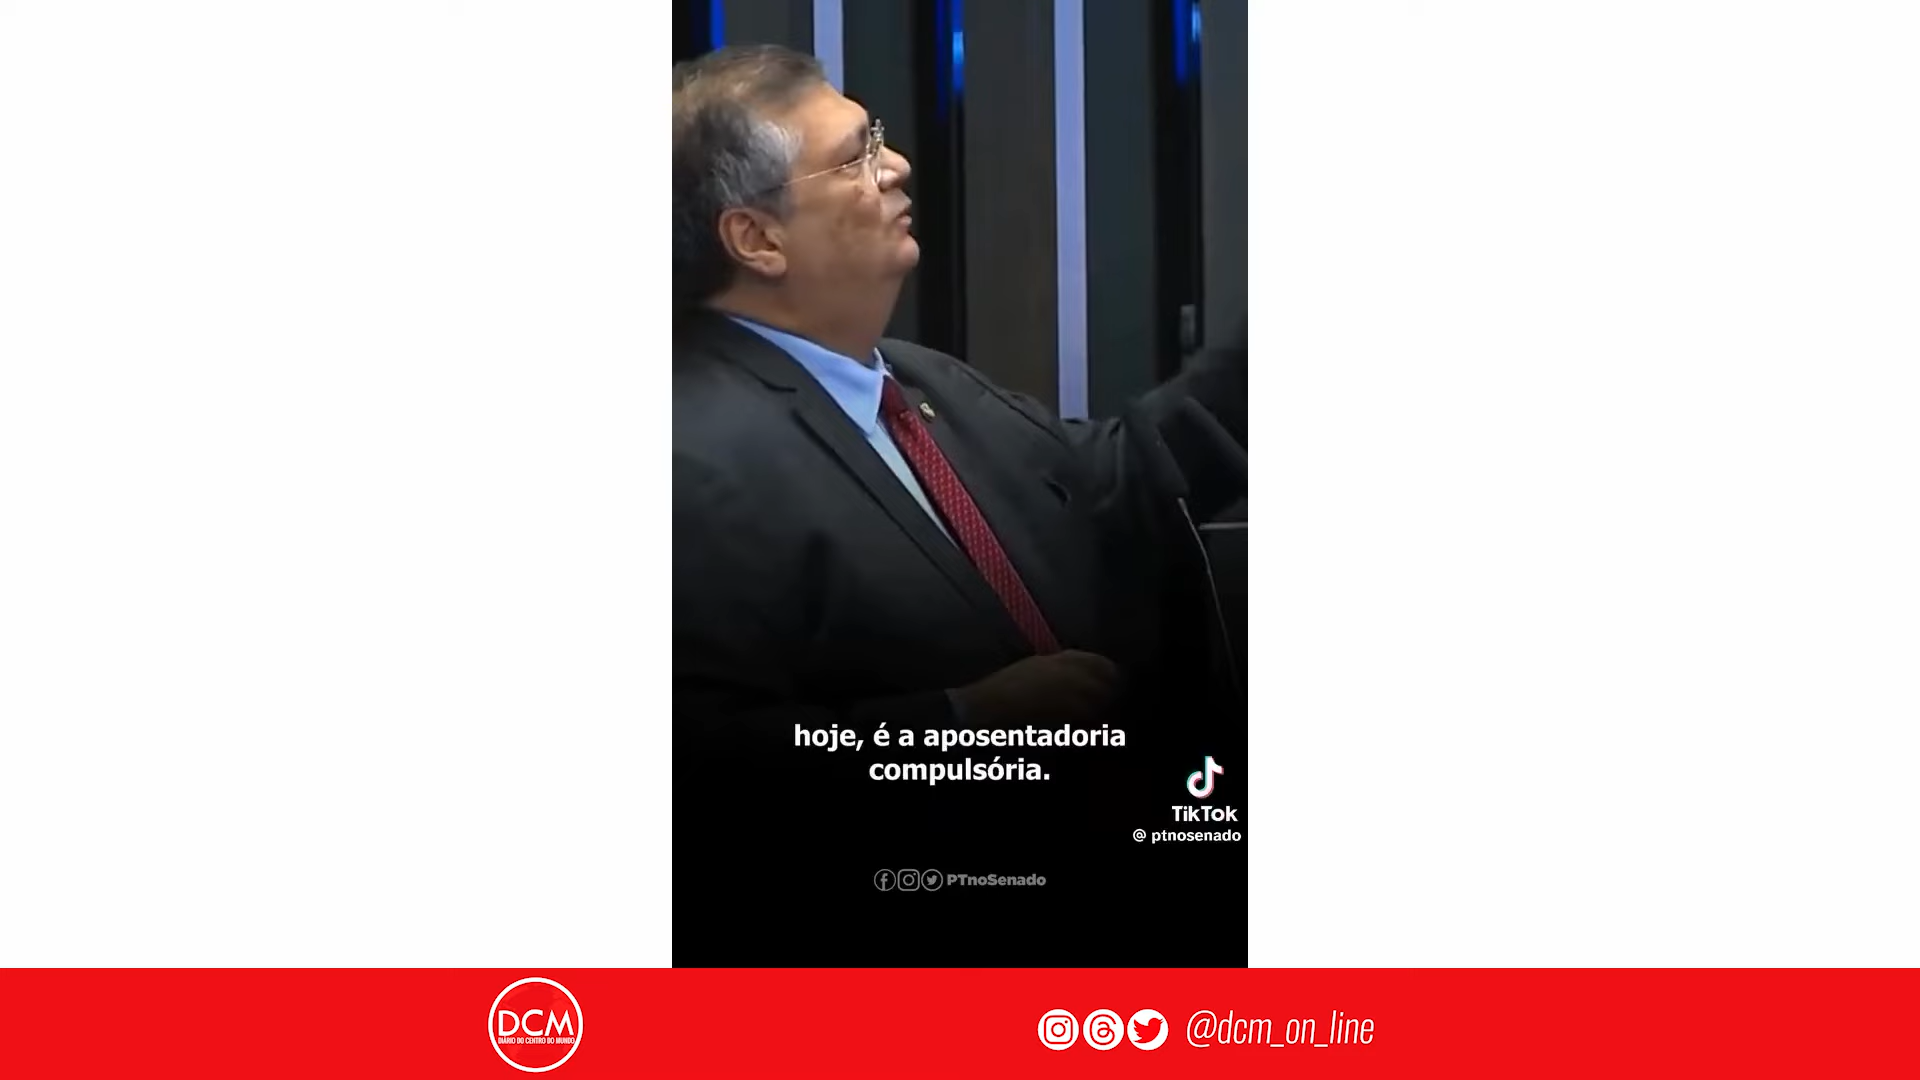 hoje, é a aposentadoria
compulsória.
TikTok
@ ptnosenado
PTnoSenado
DCM
DIÁRIO DO CENTRO DO MUNDO
@dcm_on_line